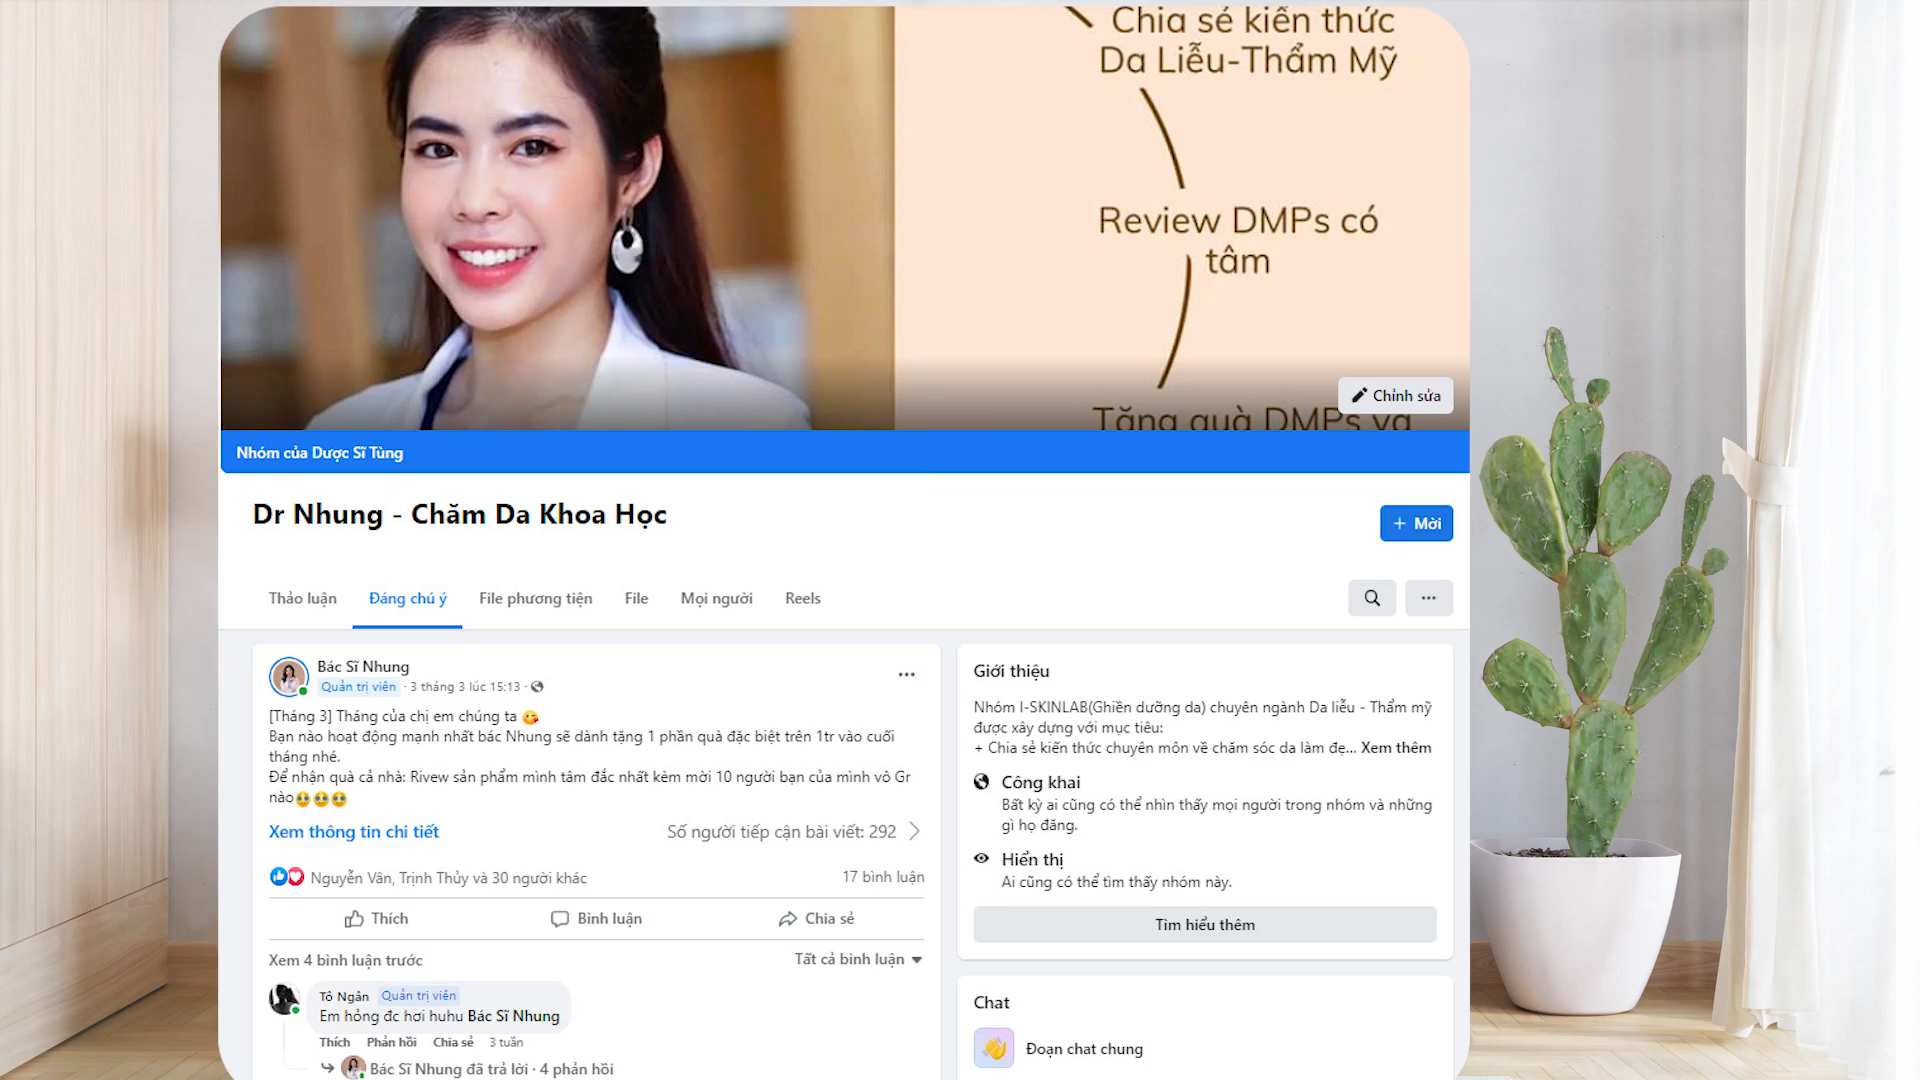 Chia sẻ kiến thức
Da Liễu-Thẩm Mỹ
Review DMPs có
tâm
Tặng quà DMPs và
Chỉnh sửa
Nhóm của Dược Sĩ Tùng
Dr Nhung - Chăm Da Khoa Học
+ Mời
Thảo luận
Đáng chú ý
File phương tiện
File
Mọi người
Reels
Bác Sĩ Nhung
Quản trị viên · 3 tháng 3 lúc 15:13 ·
[Tháng 3] Tháng của chị em chúng ta 😋
Bạn nào hoạt động mạnh nhất bác Nhung sẽ dành tặng 1 phần quà đặc biệt trên 1tr vào cuối
tháng nhé.
Để nhận quà cả nhà: Rivew sản phẩm mình tâm đắc nhất kèm mời 10 người bạn của mình vô Gr
nào🥹🥹🥹
Xem thông tin chi tiết
Số người tiếp cận bài viết: 292
Nguyễn Vân, Trịnh Thủy và 30 người khác
17 bình luận
Thích
Bình luận
Chia sẻ
Xem 4 bình luận trước
Tất cả bình luận
Tô Ngân Quản trị viên
Em hỏng đc hơi huhu Bác Sĩ Nhung
Thích Phản hồi Chia sẻ 3 tuần
Bác Sĩ Nhung đã trả lời · 4 phản hồi
Giới thiệu
Nhóm I-SKINLAB(Ghiền dưỡng da) chuyên ngành Da liễu - Thẩm mỹ
được xây dựng với mục tiêu:
+ Chia sẻ kiến thức chuyên môn về chăm sóc da làm đẹ... Xem thêm
Công khai
Bất kỳ ai cũng có thể nhìn thấy mọi người trong nhóm và những
gì họ đăng.
Hiển thị
Ai cũng có thể tìm thấy nhóm này.
Tìm hiểu thêm
Chat
Đoạn chat chung